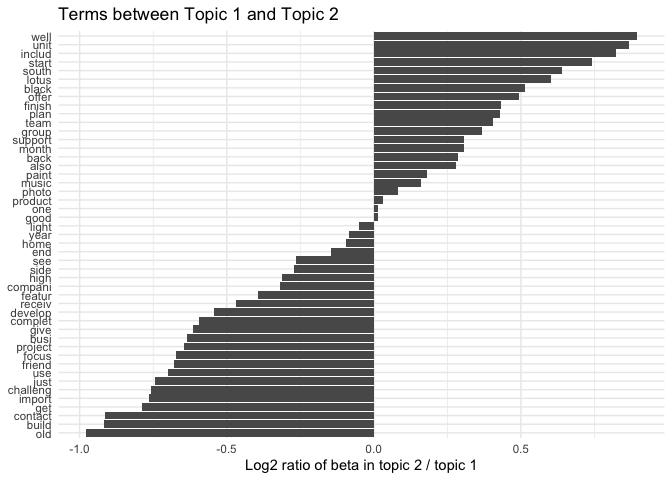 Terms between Topic 1 and Topic 2
well
unit
includ
start
south
lotus
black
offer
finish
plan
team
group
support
month
back
also
paint
music
photo
product
one
good
light
year
home
end
see
side
high
compani
featur
receiv
develop
complet
give
busi
project
focus
friend
use
just
challeng
import
get
contact
build
old
-1.0 -0.5 0.0 0.5
Log2 ratio of beta in topic 2 / topic 1